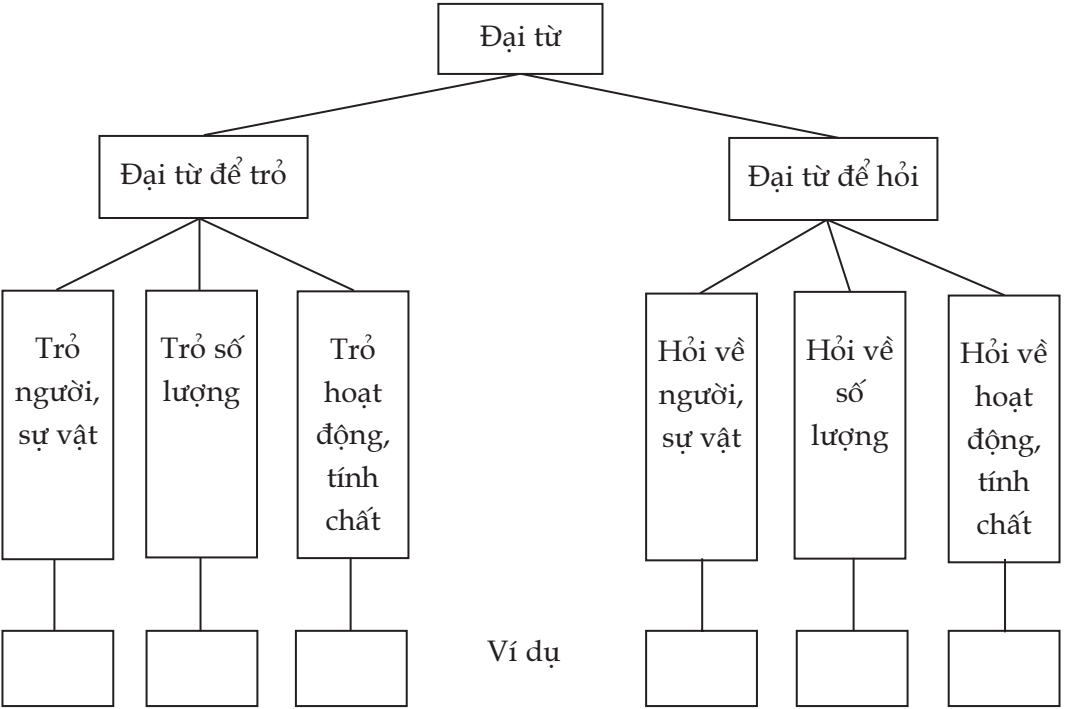 Đại từ
Đại từ để trỏ
Đại từ để hỏi
Trỏ
người,
sự vật
Trỏ số
lượng
Trỏ
hoạt
động,
tính
chất
Hỏi về
người,
sự vật
Hỏi về
số
lượng
Hỏi về
hoạt
động,
tính
chất
Ví dụ